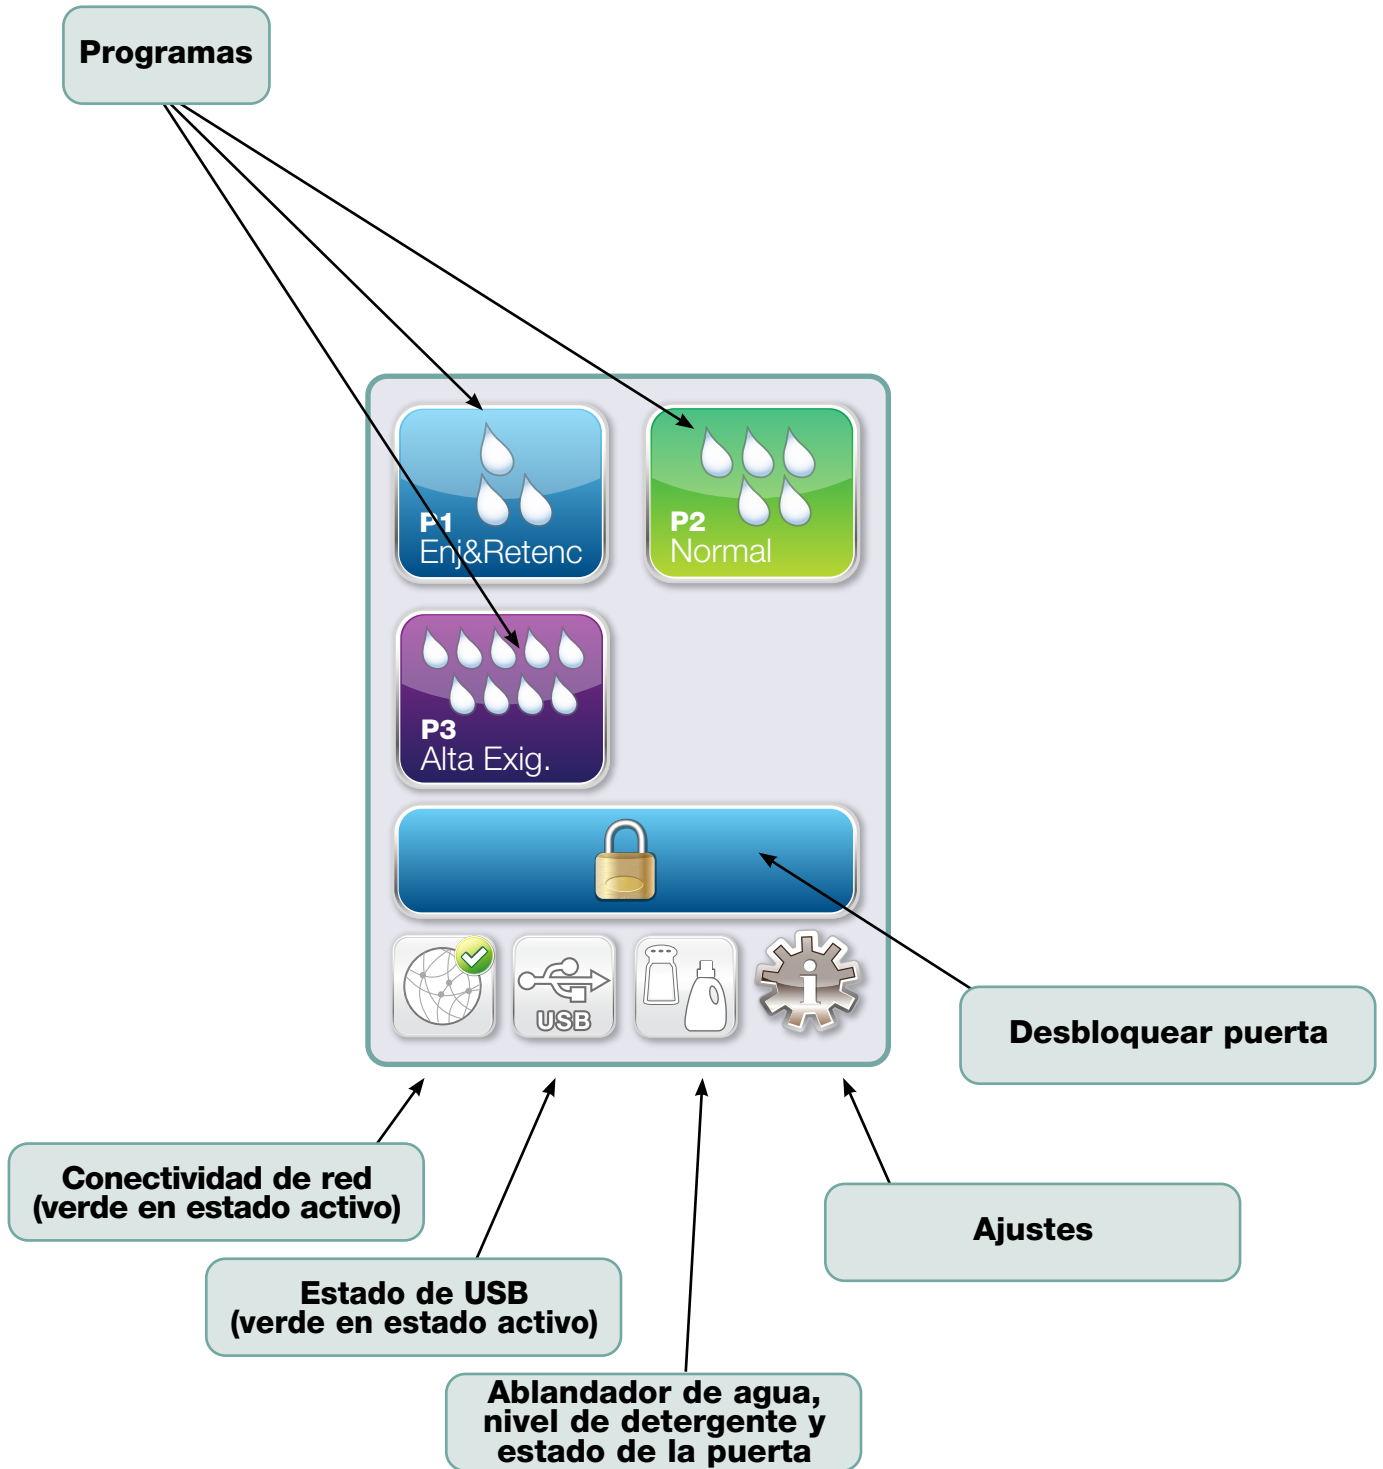 Programas
P1
Enj&Retenc
P2
Normal
P3
Alta Exig.
USB
i
Desbloquear puerta
Conectividad de red
(verde en estado activo)
Ajustes
Estado de USB
(verde en estado activo)
Ablandador de agua,
nivel de detergente y
estado de la puerta